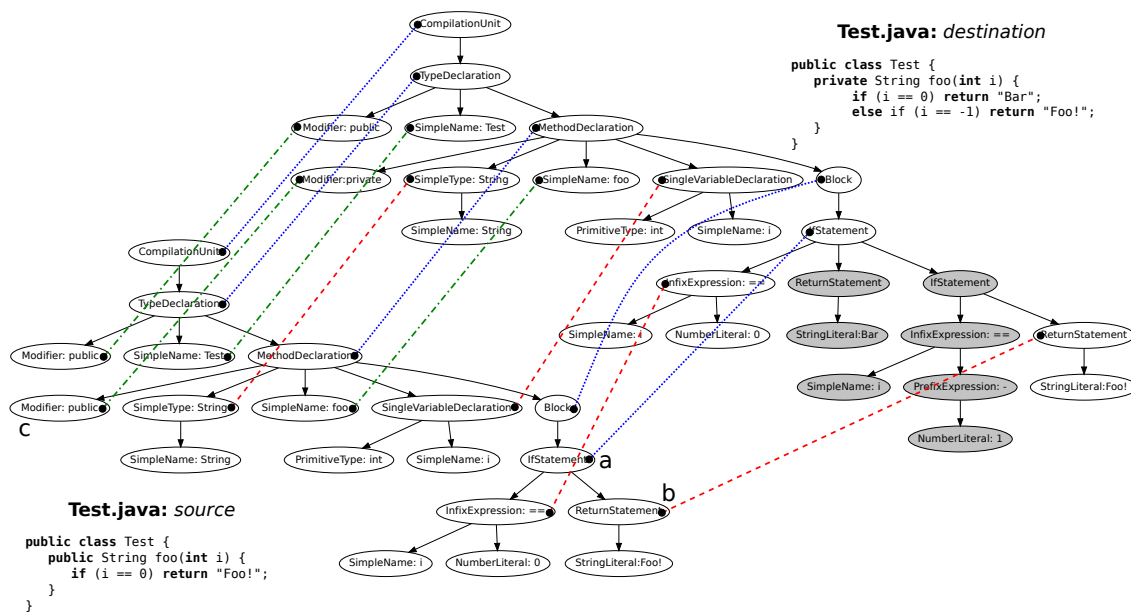 CompilationUnit
Test.java: destination
public class Test {
private String foo(int i) {
if (i == 0) return "Bar";
else if (i == -1) return "Foo!";
}
}
TypeDeclaration
Modifier: public
SimpleName: Test
MethodDeclaration
Modifier:private
SimpleType: String
SimpleName: foo
SingleVariableDeclaration
Block
SimpleName: String
PrimitiveType: int
SimpleName: i
IfStatement
InfixExpression: ==
ReturnStatement
IfStatement
SimpleName: i
NumberLiteral: 0
StringLiteral:Bar
InfixExpression: ==
ReturnStatement
SimpleName: i
PrefixExpression: -
StringLiteral:Foo!
NumberLiteral: 1
CompilationUnit
TypeDeclaration
Modifier: public
SimpleName: Test
MethodDeclaration
Modifier: public
SimpleType: String
SimpleName: foo
SingleVariableDeclaration
Block
c
SimpleName: String
PrimitiveType: int
SimpleName: i
IfStatement
a
b
InfixExpression: ==
ReturnStatement
SimpleName: i
NumberLiteral: 0
StringLiteral:Foo!
Test.java: source
public class Test {
public String foo(int i) {
if (i == 0) return "Foo!";
}
}